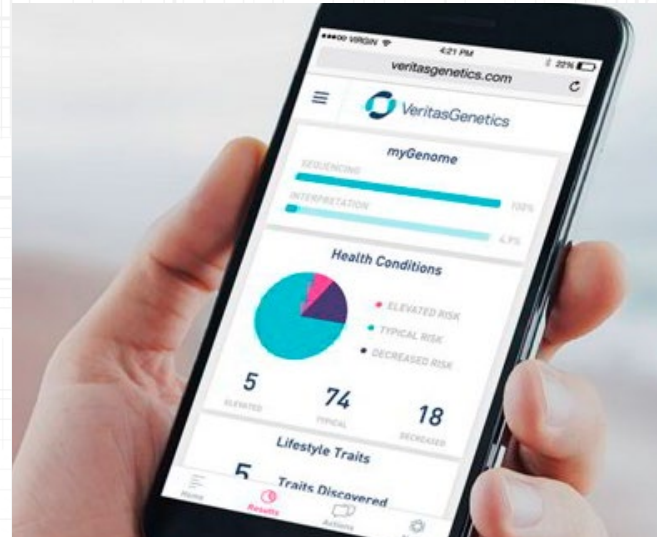 VIRGIN 4:21 PM 22%
veritasgenetics.com
VeritasGenetics
myGenome
SEQUENCING
100%
INTERPRETATION
4.9%
Health Conditions
ELEVATED RISK
TYPICAL RISK
DECREASED RISK
5 74 18
ELEVATED TYPICAL DECREASED
Lifestyle Traits
5 Traits Discovered
Home Results Actions